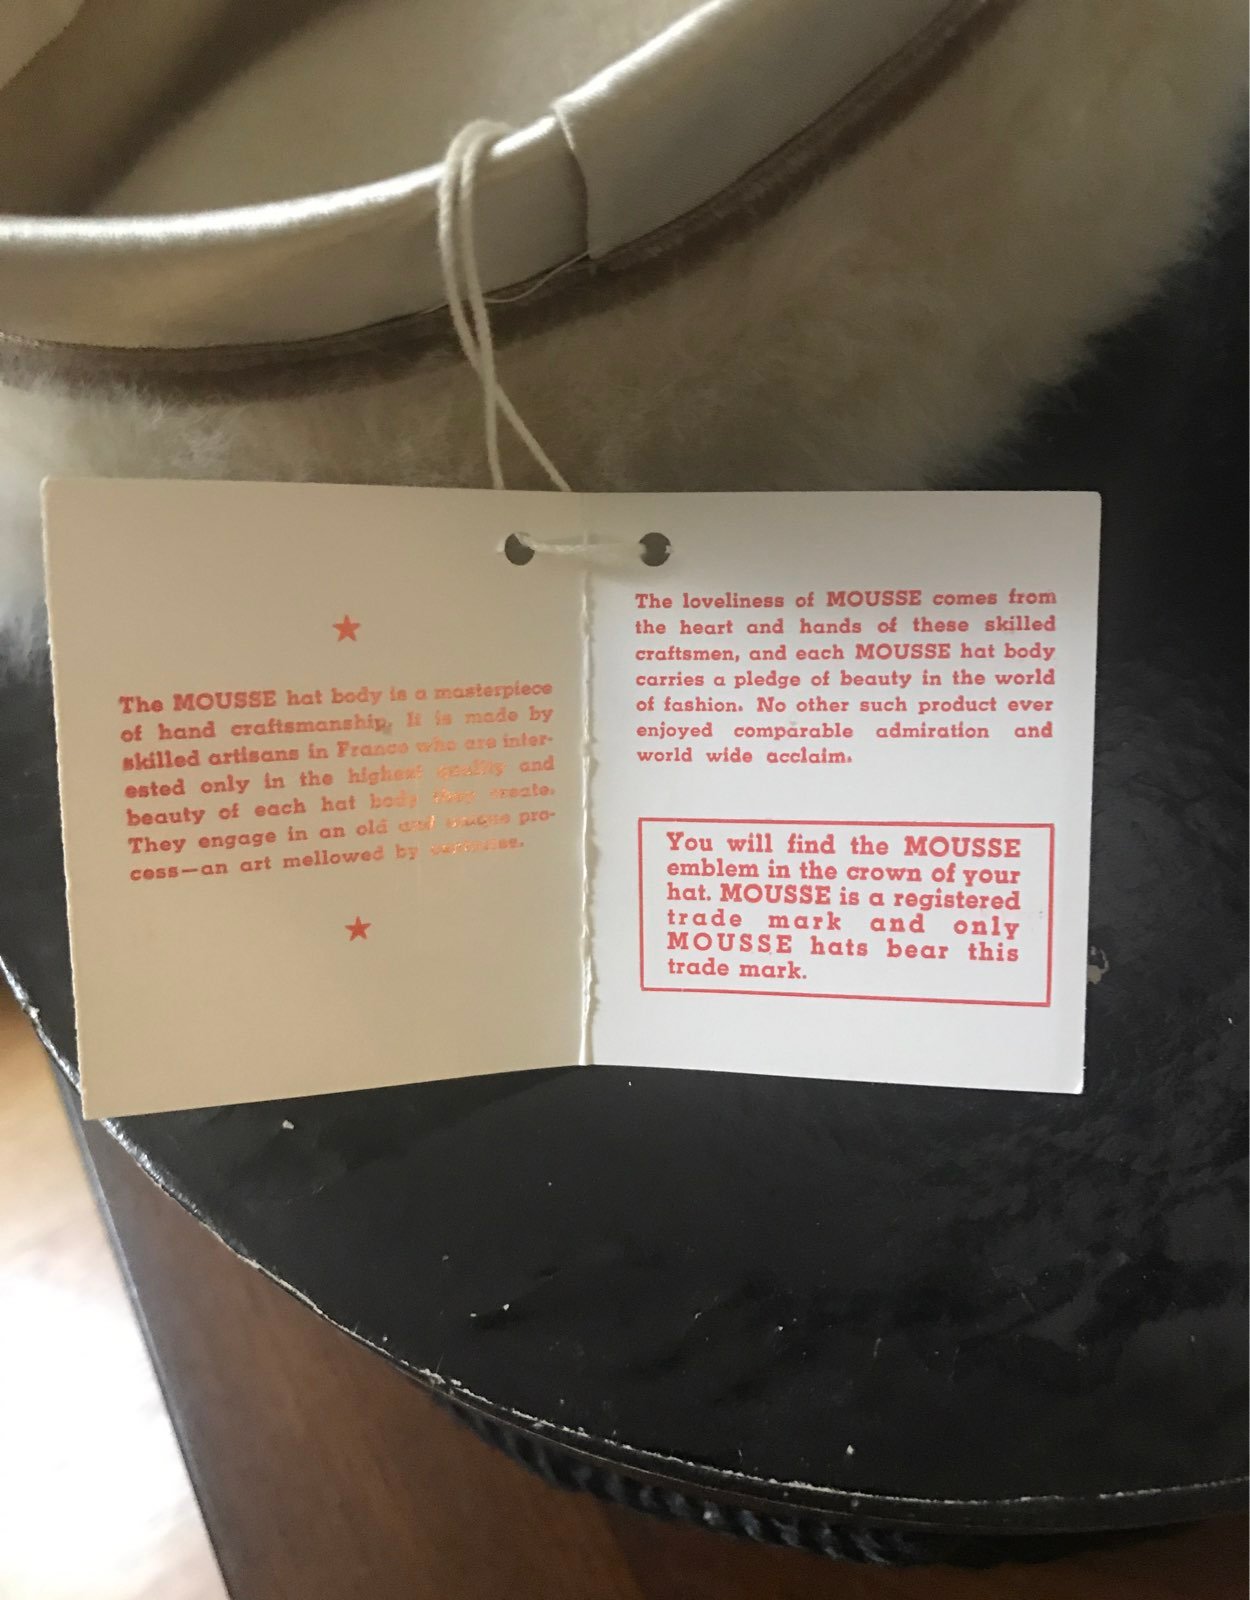 The MOUSSE hat body is a masterpiece
of hand craftsmanship. It is made by
skilled artisans in France who are inter-
ested only in the highest quality and
beauty of each hat body they create.
They engage in an old and unique pro-
cess—an art mellowed by centuries.
The loveliness of MOUSSE comes from
the heart and hands of these skilled
craftsmen, and each MOUSSE hat body
carries a pledge of beauty in the world
of fashion. No other such product ever
enjoyed comparable admiration and
world wide acclaim.
You will find the MOUSSE
emblem in the crown of your
hat. MOUSSE is a registered
trade mark and only
MOUSSE hats bear this
trade mark.